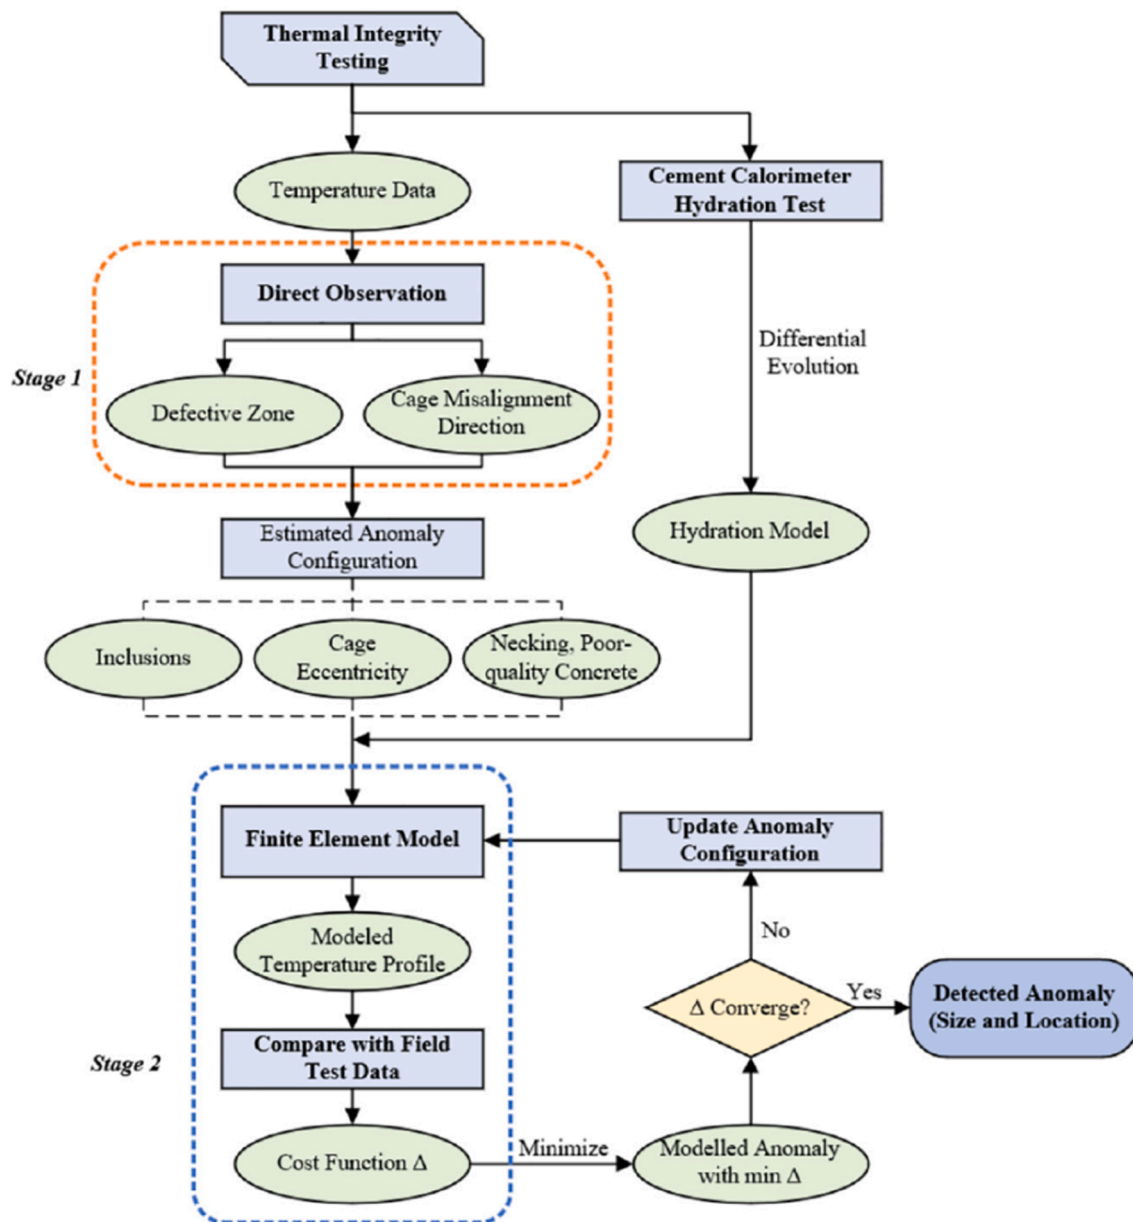 Thermal Integrity
Testing
Temperature Data
Cement Calorimeter
Hydration Test
Direct Observation
Differential
Evolution
Stage 1
Defective Zone
Cage Misalignment
Direction
Estimated Anomaly
Configuration
Hydration Model
Inclusions
Cage
Eccentricity
Necking, Poor-
quality Concrete
Finite Element Model
Update Anomaly
Configuration
Modeled
Temperature Profile
No
Δ Converge?
Yes
Detected Anomaly
(Size and Location)
Stage 2
Compare with Field
Test Data
Cost Function Δ
Minimize
Modelled Anomaly
with min Δ